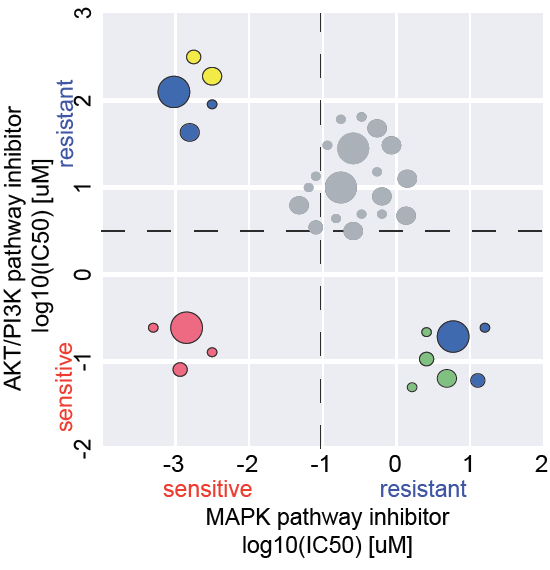 AKT/PI3K pathway inhibitor
log10(IC50) [uM]
resistant
sensitive
3
2
1
0
-1
-2
-3
-2
-1
0
1
2
sensitive
resistant
MAPK pathway inhibitor
log10(IC50) [uM]